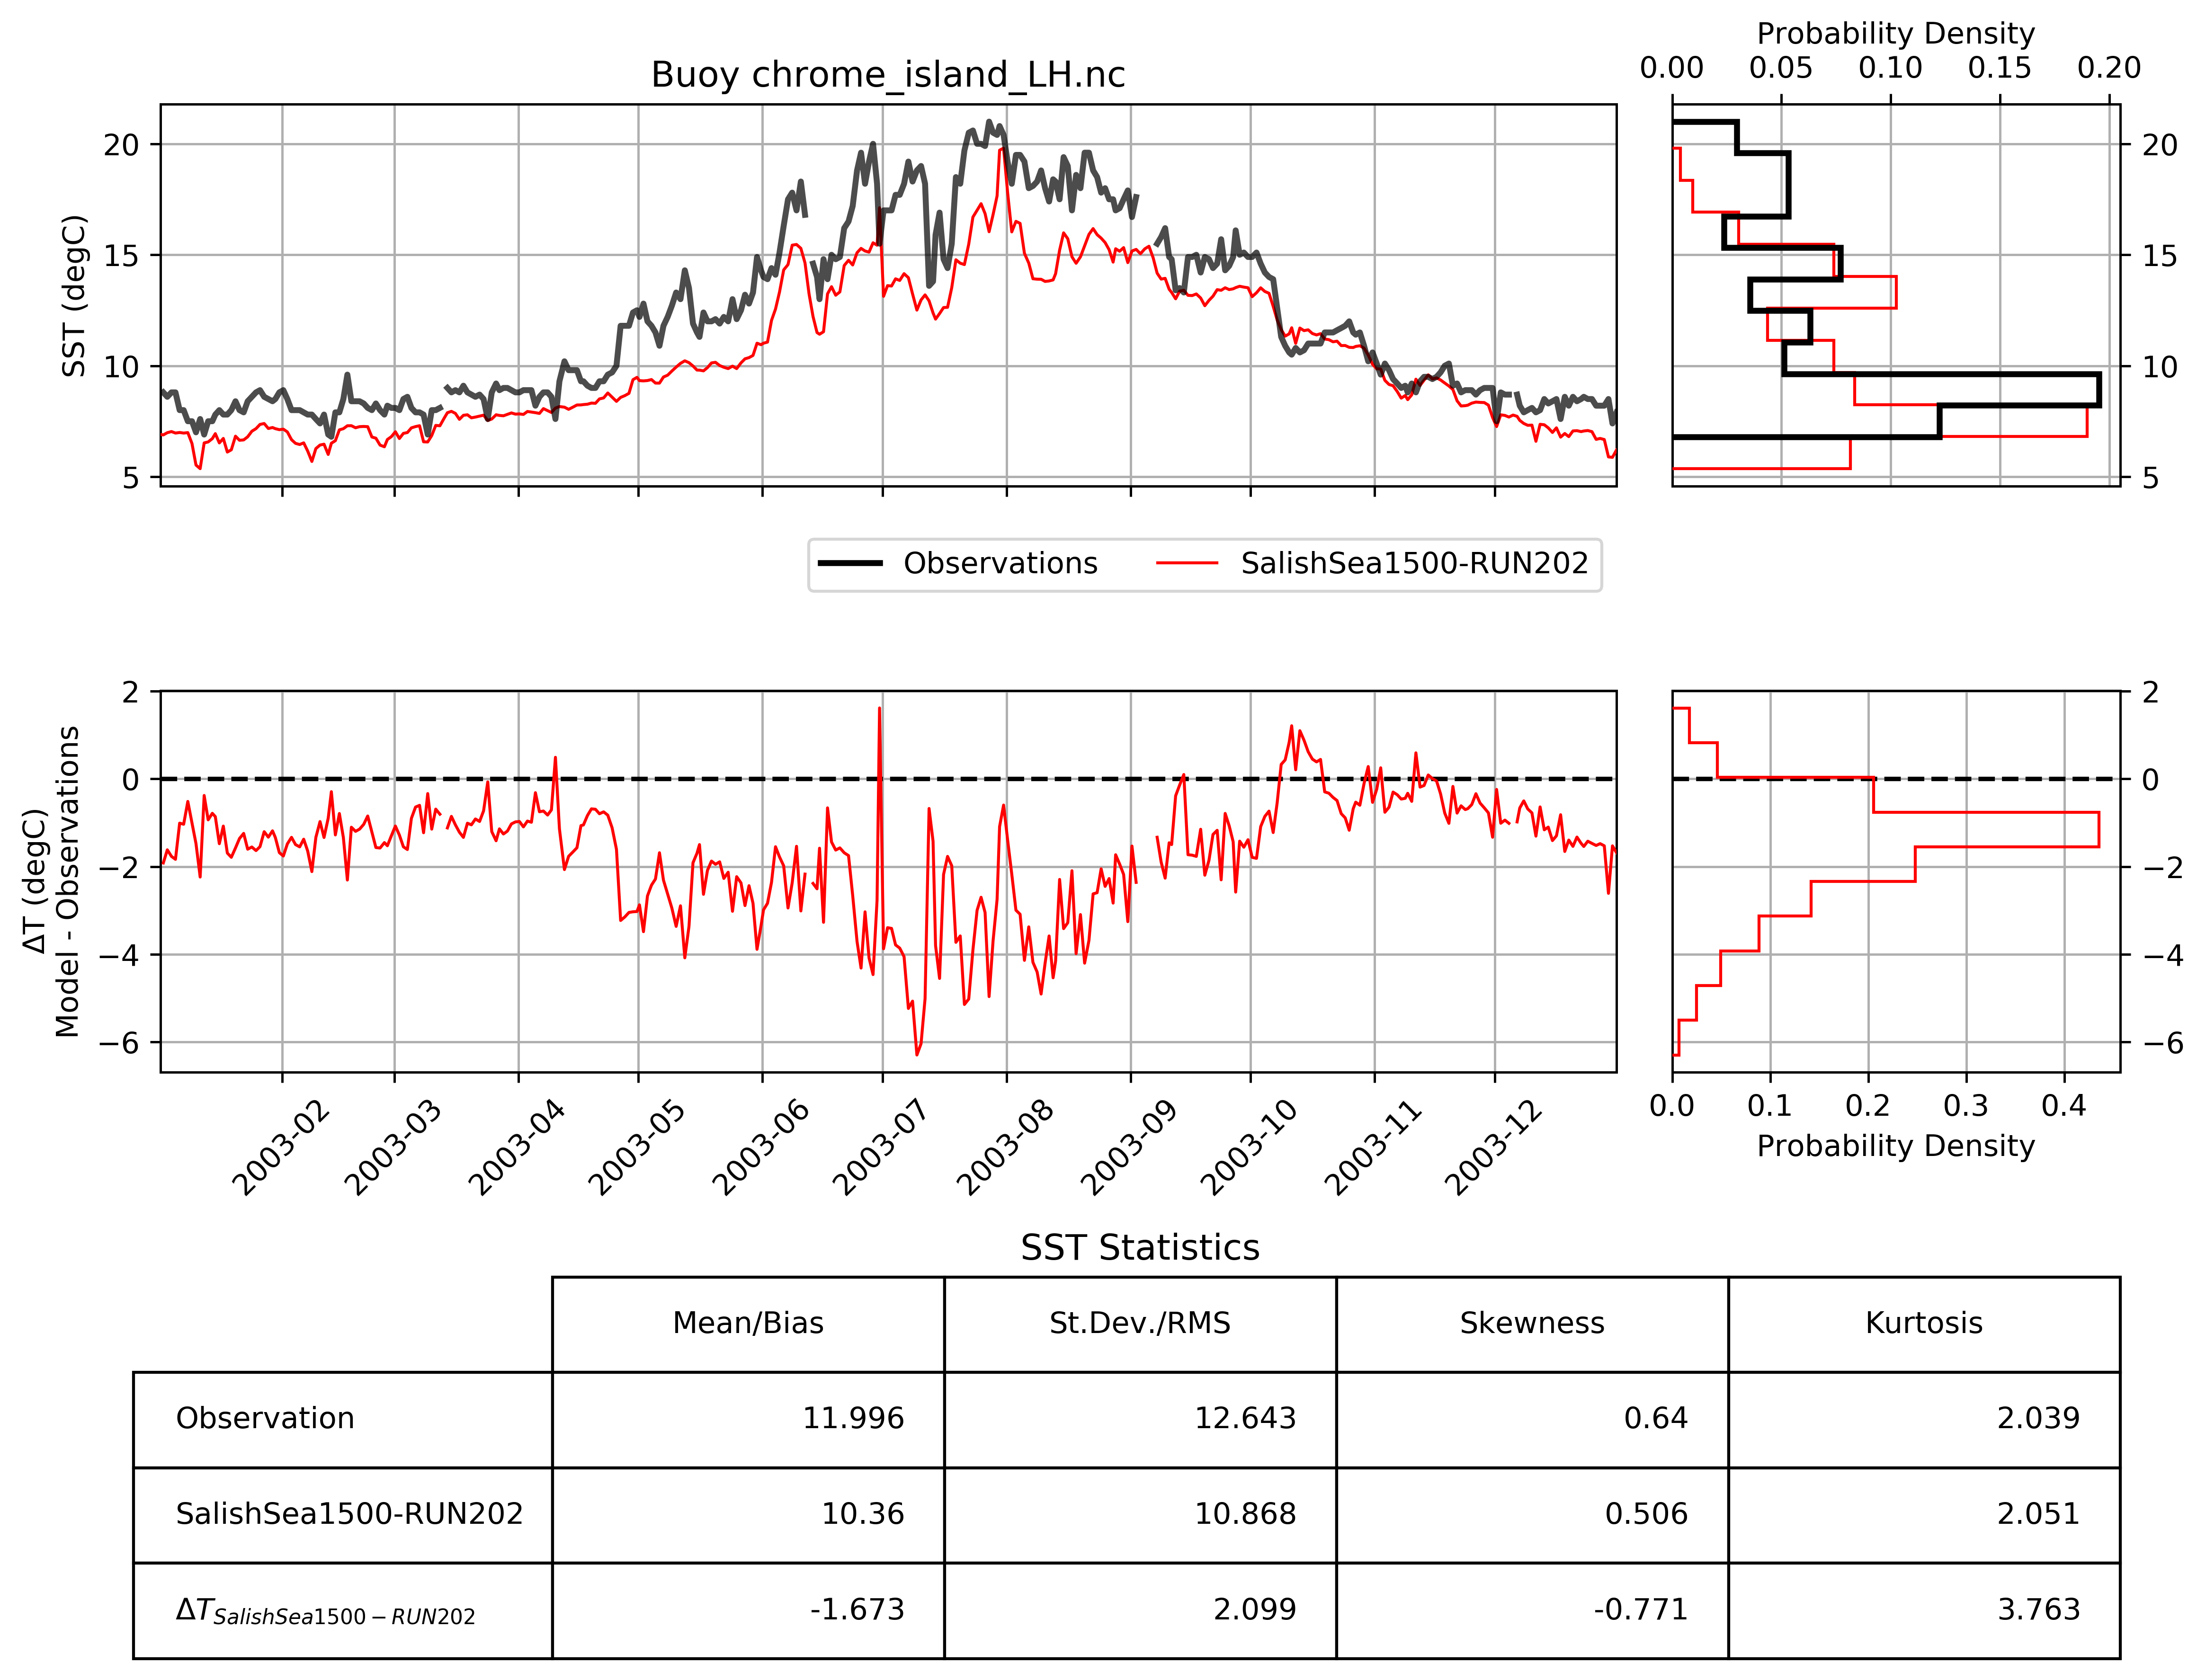 Probability Density
0.00 0.05 0.10 0.15 0.20
Buoy chrome_island_LH.nc
SST (degC)
20
15
10
5
20
15
10
5
Observations SalishSea1500-RUN202
ΔT (degC)
Model - Observations
2
0
−2
−4
−6
2
0
−2
−4
−6
2003-02 2003-03 2003-04 2003-05 2003-06 2003-07 2003-08 2003-09 2003-10 2003-11 2003-12
0.0 0.1 0.2 0.3 0.4
Probability Density
SST Statistics
Mean/Bias St.Dev./RMS Skewness Kurtosis
Observation 11.996 12.643 0.64 2.039
SalishSea1500-RUN202 10.36 10.868 0.506 2.051
ΔT SalishSea1500−RUN202 -1.673 2.099 -0.771 3.763